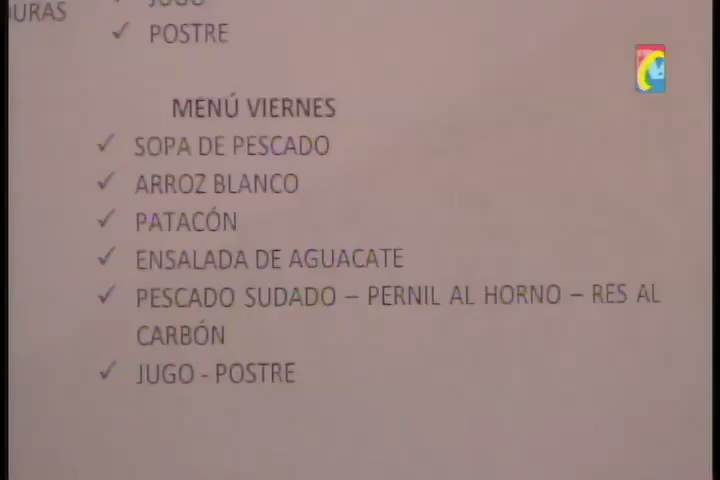 URAS
JUGO
✓ POSTRE
MENÚ VIERNES
✓ SOPA DE PESCADO
✓ ARROZ BLANCO
✓ PATACÓN
✓ ENSALADA DE AGUACATE
✓ PESCADO SUDADO – PERNIL AL HORNO – RES AL
CARBÓN
✓ JUGO - POSTRE